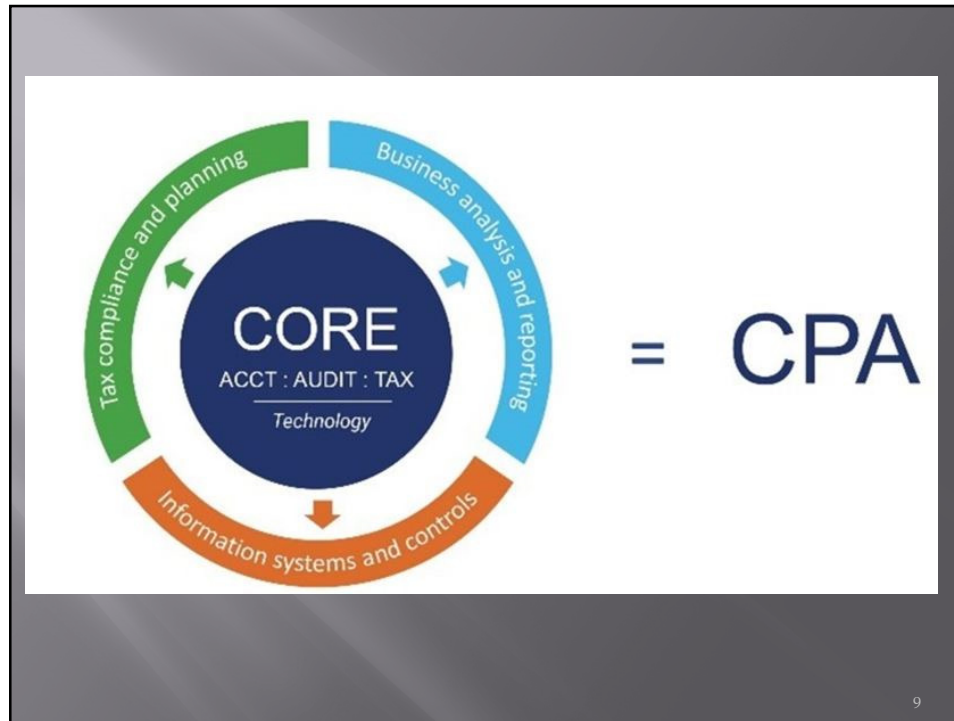 Tax compliance and planning
Business analysis and reporting
CORE
ACCT : AUDIT : TAX
Technology
Information systems and controls
= CPA
9